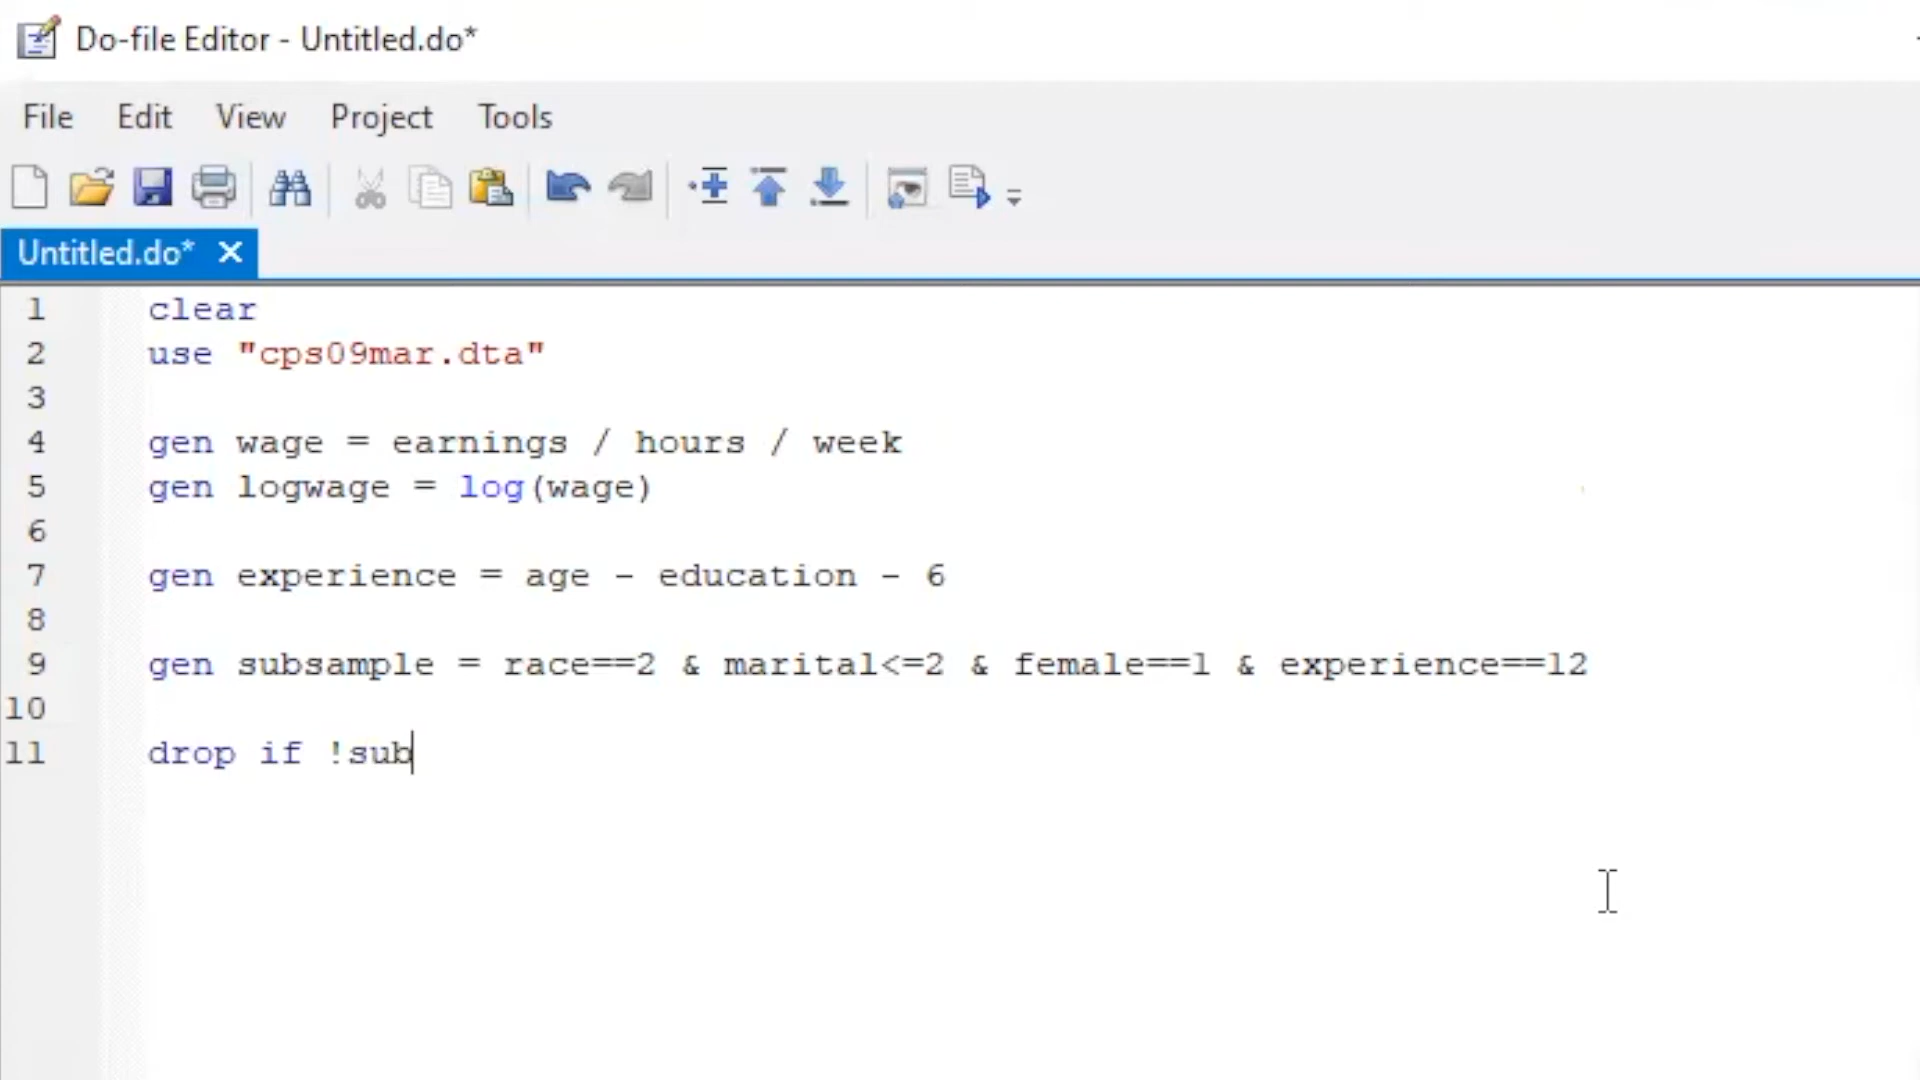 Do-file Editor - Untitled.do*
File Edit View Project Tools
Untitled.do* X
1 clear
2 use "cps09mar.dta"
3
4 gen wage = earnings / hours / week
5 gen logwage = log(wage)
6
7 gen experience = age - education - 6
8
9 gen subsample = race==2 & marital<=2 & female==1 & experience==12
10
11 drop if !sub